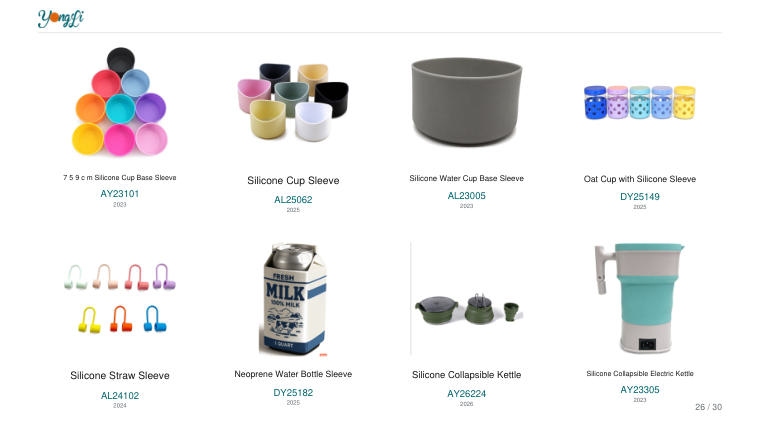 YongLi
7 5 9 c m Silicone Cup Base Sleeve
AY23101
2023
Silicone Cup Sleeve
AL25062
2025
Silicone Water Cup Base Sleeve
AL23005
2023
Oat Cup with Silicone Sleeve
DY25149
2025
Silicone Straw Sleeve
AL24102
2024
FRESH
MILK
100% MILK
1 QUART
Neoprene Water Bottle Sleeve
DY25182
2025
Silicone Collapsible Kettle
AY26224
2026
Silicone Collapsible Electric Kettle
AY23305
2023
26 / 30